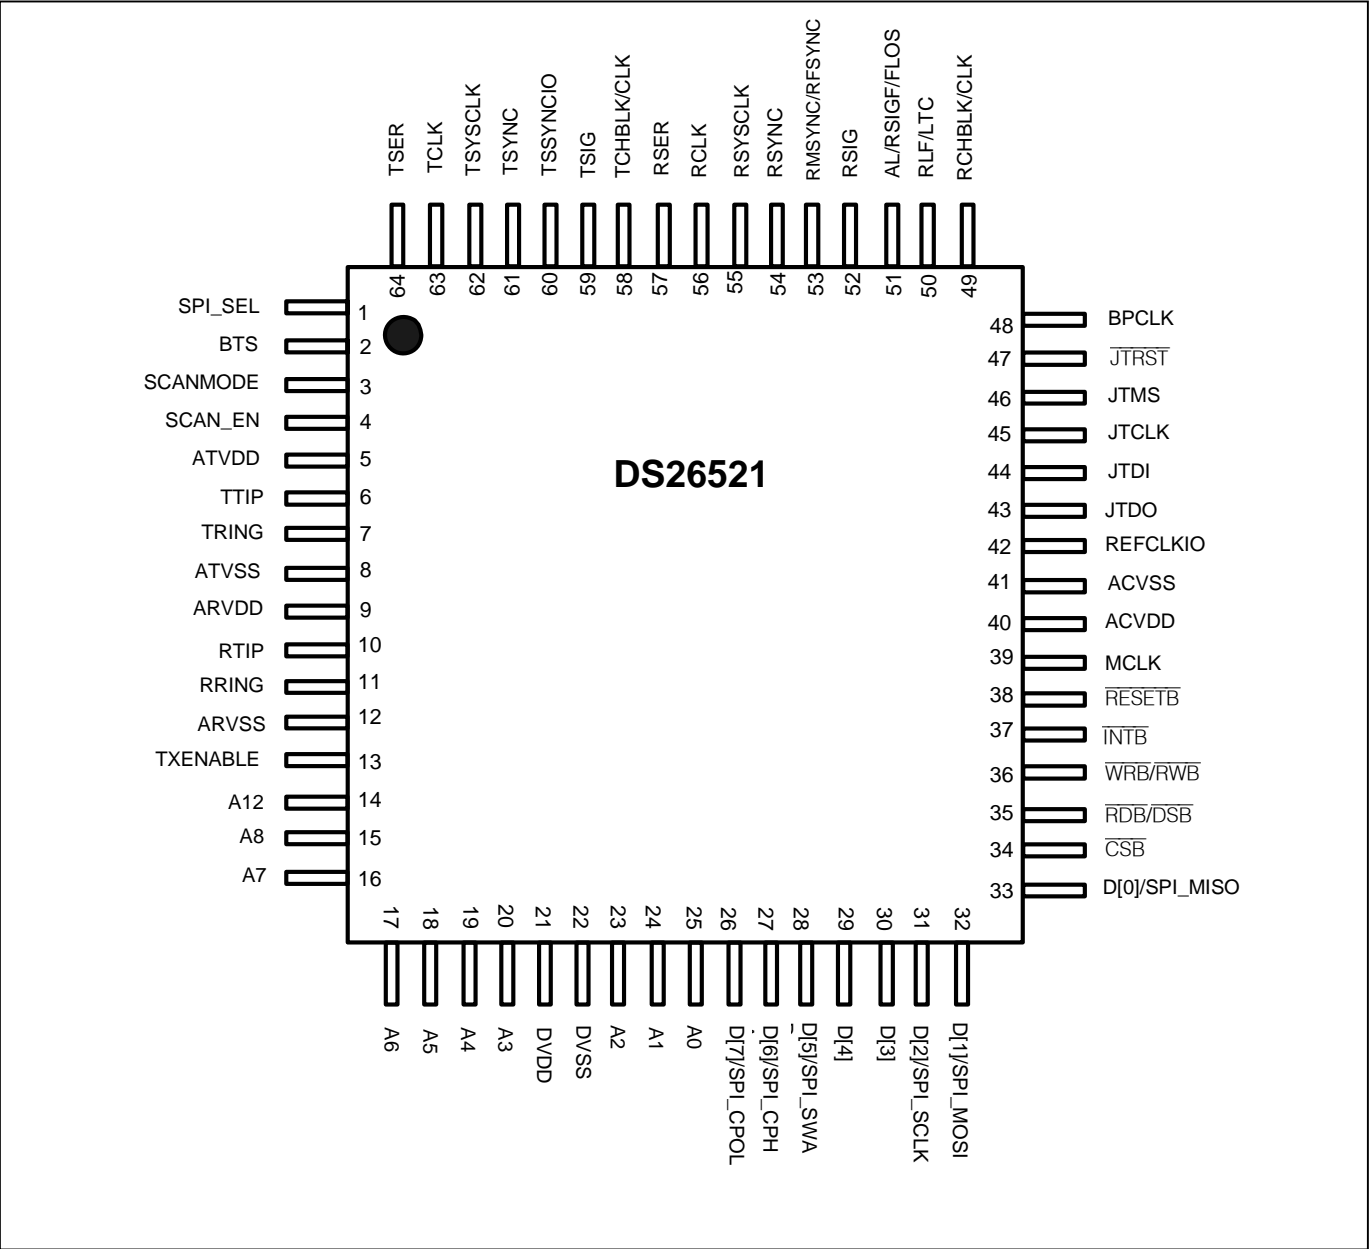 TSER
TCLK
TSYSCLK
TSYNC
TSSYNCIO
TSIG
TCHBLK/CLK
RSER
RCLK
RSYSCLK
RSYNC
RMSYNC/RFSYNC
RSIG
AL/RSIGF/FLOS
RLF/LTC
RCHBLK/CLK
64
63
62
61
60
59
58
57
56
55
54
53
52
51
50
49
SPI_SEL 1
BTS 2
SCANMODE 3
SCAN_EN 4
ATVDD 5
TTIP 6
TRING 7
ATVSS 8
ARVDD 9
RTIP 10
RRING 11
ARVSS 12
TXENABLE 13
A12 14
A8 15
A7 16
DS26521
48 BPCLK
47 JTRST
46 JTMS
45 JTCLK
44 JTDI
43 JTDO
42 REFCLKIO
41 ACVSS
40 ACVDD
39 MCLK
38 RESETB
37 INTB
36 WRB/RWB
35 RDB/DSB
34 CSB
33 D[0]/SPI_MISO
17
18
19
20
21
22
23
24
25
26
27
28
29
30
31
32
A6
A5
A4
A3
DVDD
DVSS
A2
A1
A0
D[7]/SPI_CPOL
D[6]/SPI_CPH
D[5]/SPI_SWA
D[4]
D[3]
D[2]/SPI_SCLK
D[1]/SPI_MOSI